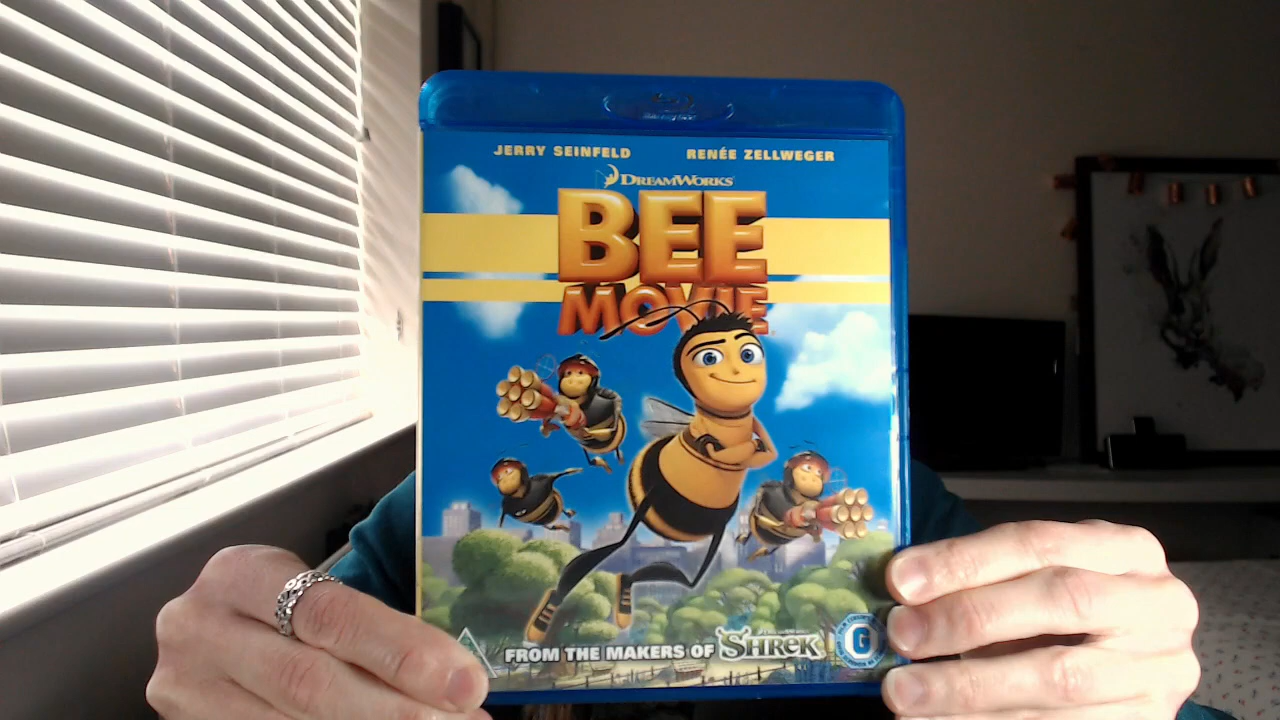 JERRY SEINFELD RENÉE ZELLWEGER
DREAMWORKS
BEE
MOVIE
FROM THE MAKERS OF SHREK
G